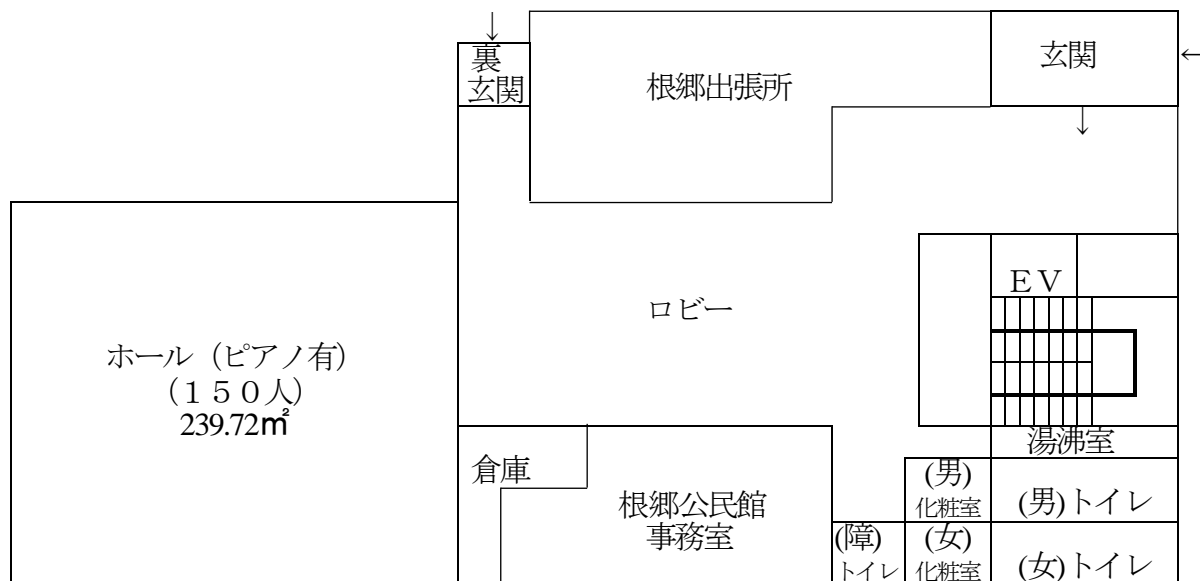 裏
玄関
根郷出張所
玄関
ＥＶ
ロビー
ホール（ピアノ有）
（１５０人）
239.72㎡
湯沸室
倉庫
根郷公民館
事務室
(男)
化粧室
(男)トイレ
(障)
トイレ
(女)
化粧室
(女)トイレ